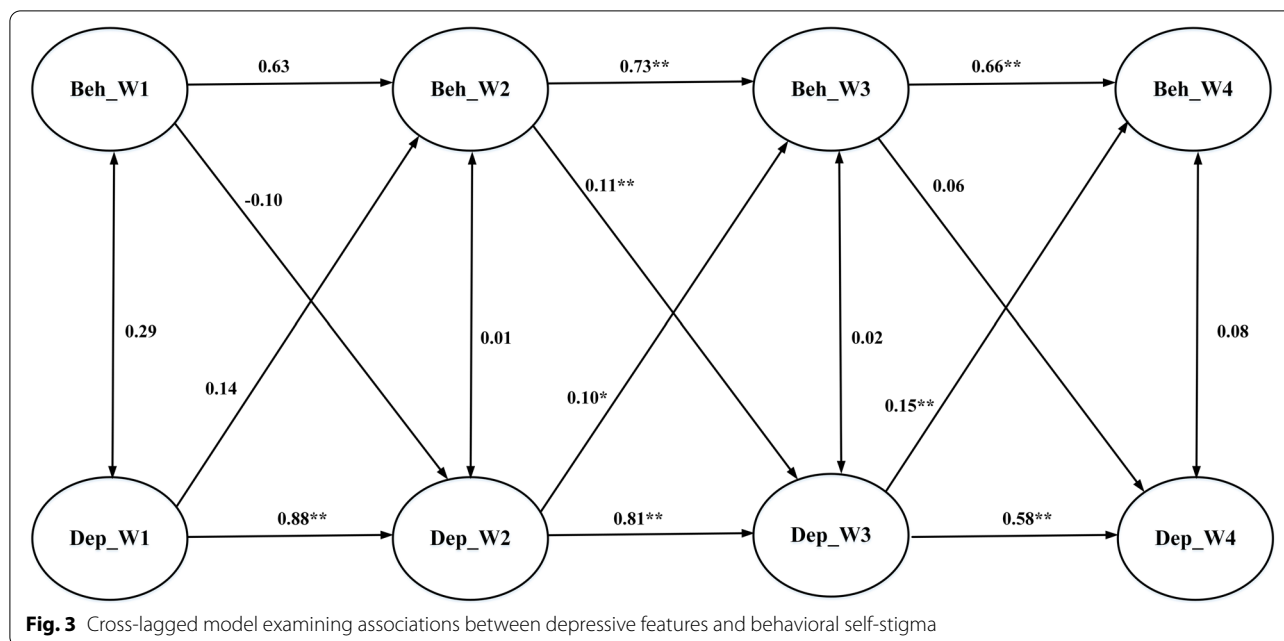 Beh_W1
0.63
Beh_W2
0.73**
Beh_W3
0.66**
Beh_W4
-0.10
0.11**
0.06
0.29
0.01
0.02
0.08
0.14
0.10*
0.15**
Dep_W1
0.88**
Dep_W2
0.81**
Dep_W3
0.58**
Dep_W4
Fig. 3 Cross-lagged model examining associations between depressive features and behavioral self-stigma